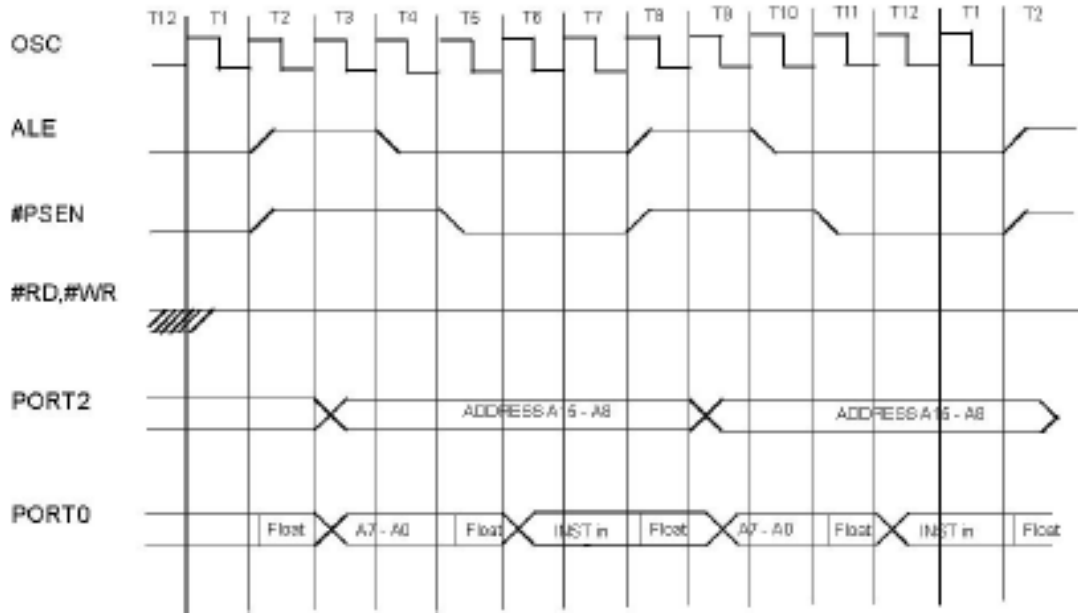 T12 T1 T2 T3 T4 T5 T6 T7 T8 T9 T10 T11 T12 T1 T2
OSC
ALE
#PSEN
#RD,#WR
PORT2 ADDRESS A15 - A8 ADDRESS A15 - A8
PORT0 Float A7 - A0 Float INST in Float A7 - A0 Float INST in Float